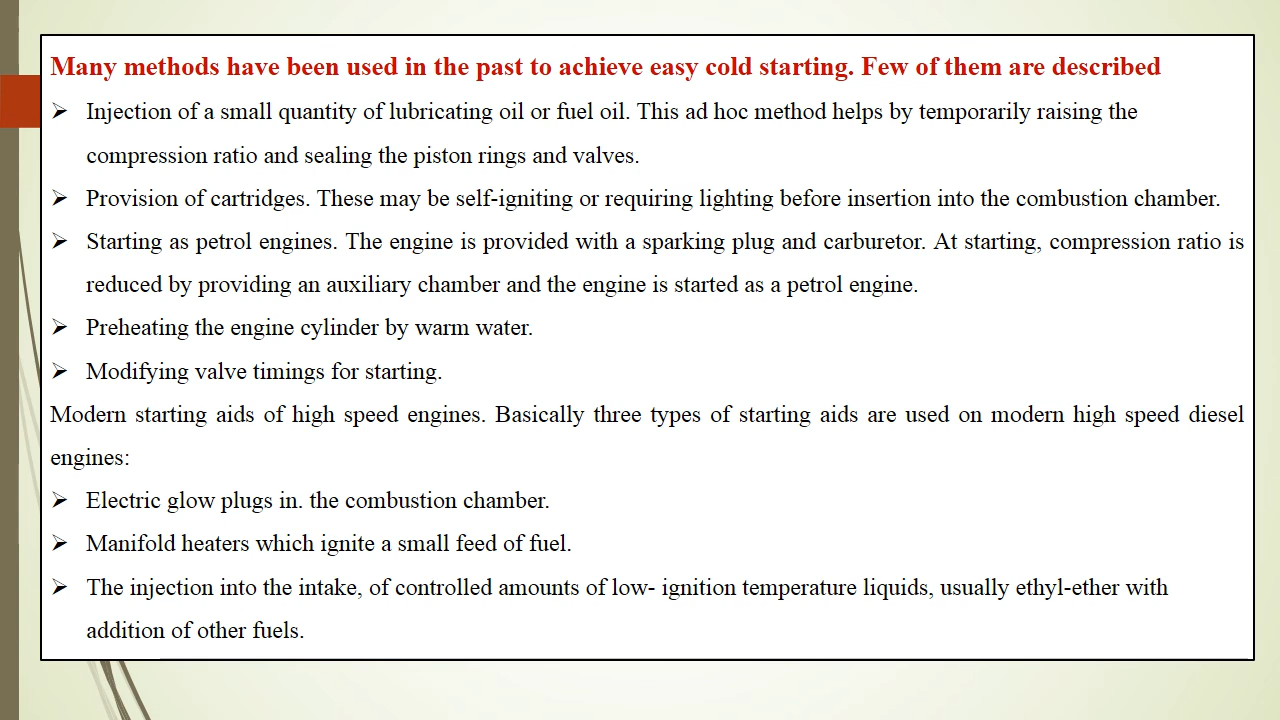 Many methods have been used in the past to achieve easy cold starting. Few of them are described
➢ Injection of a small quantity of lubricating oil or fuel oil. This ad hoc method helps by temporarily raising the
compression ratio and sealing the piston rings and valves.
➢ Provision of cartridges. These may be self-igniting or requiring lighting before insertion into the combustion chamber.
➢ Starting as petrol engines. The engine is provided with a sparking plug and carburetor. At starting, compression ratio is
reduced by providing an auxiliary chamber and the engine is started as a petrol engine.
➢ Preheating the engine cylinder by warm water.
➢ Modifying valve timings for starting.
Modern starting aids of high speed engines. Basically three types of starting aids are used on modern high speed diesel
engines:
➢ Electric glow plugs in. the combustion chamber.
➢ Manifold heaters which ignite a small feed of fuel.
➢ The injection into the intake, of controlled amounts of low- ignition temperature liquids, usually ethyl-ether with
addition of other fuels.